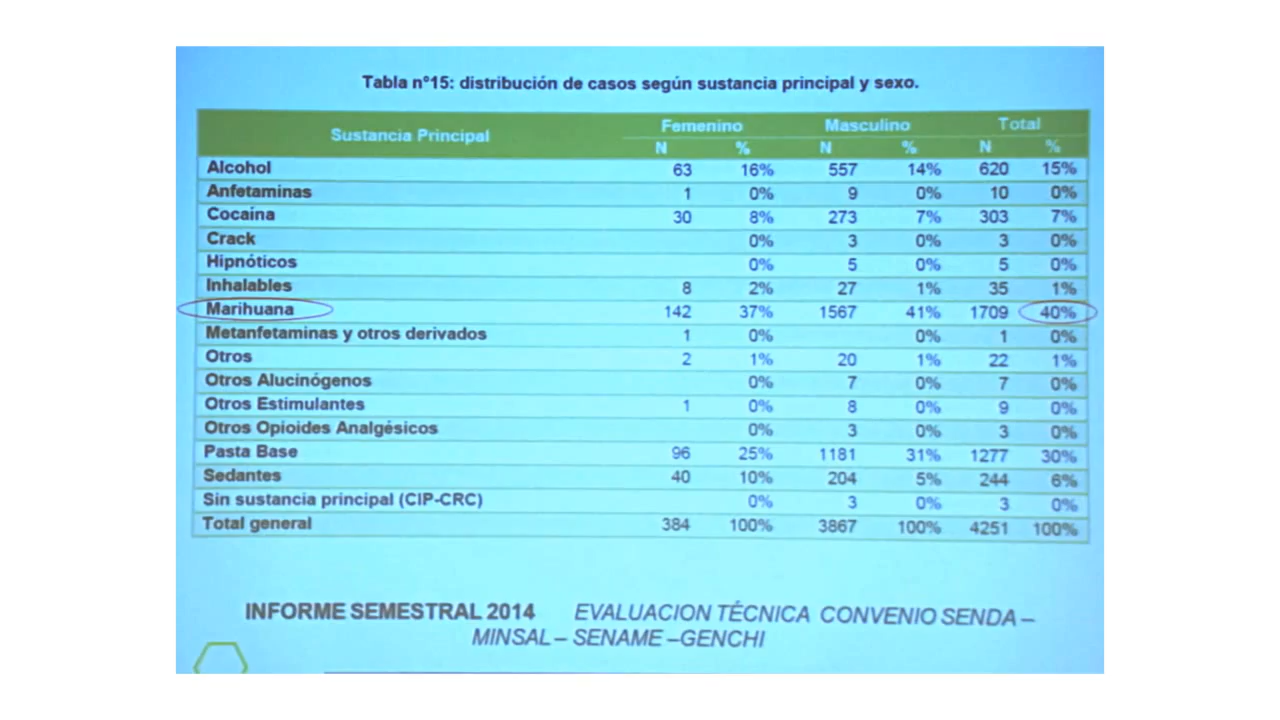 Tabla n°15: distribución de casos según sustancia principal y sexo.
Sustancia Principal Femenino Masculino Total
N % N % N %
Alcohol 63 16% 557 14% 620 15%
Anfetaminas 1 0% 9 0% 10 0%
Cocaína 30 8% 273 7% 303 7%
Crack 0% 3 0% 3 0%
Hipnóticos 0% 5 0% 5 0%
Inhalables 8 2% 27 1% 35 1%
Marihuana 142 37% 1567 41% 1709 40%
Metanfetaminas y otros derivados 1 0% 0% 1 0%
Otros 2 1% 20 1% 22 1%
Otros Alucinógenos 0% 7 0% 7 0%
Otros Estimulantes 1 0% 8 0% 9 0%
Otros Opioides Analgésicos 0% 3 0% 3 0%
Pasta Base 96 25% 1181 31% 1277 30%
Sedantes 40 10% 204 5% 244 6%
Sin sustancia principal (CIP-CRC) 0% 3 0% 3 0%
Total general 384 100% 3867 100% 4251 100%
INFORME SEMESTRAL 2014 EVALUACION TÉCNICA CONVENIO SENDA –
MINSAL – SENAME –GENCHI